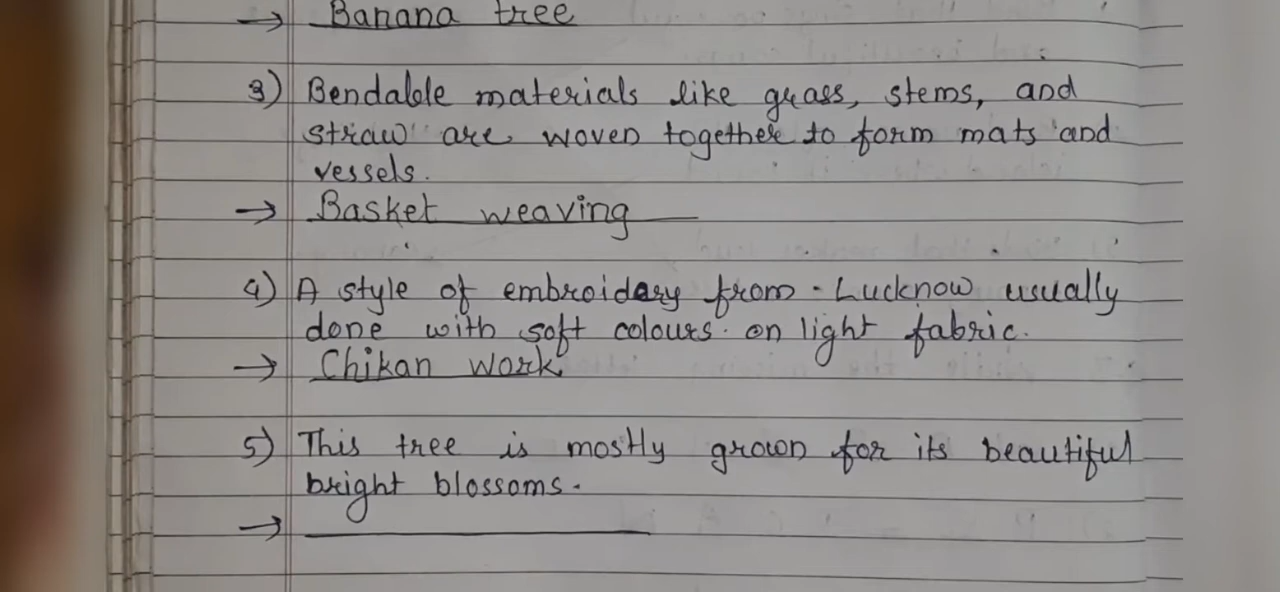 → Banana tree
3) Bendable materials like grass, stems, and
straw are woven together to form mats and
vessels.
→ Basket weaving
4) A style of embroidery from Lucknow usually
done with soft colours on light fabric.
→ Chikan work
5) This tree is mostly grown for its beautiful
bright blossoms.
→